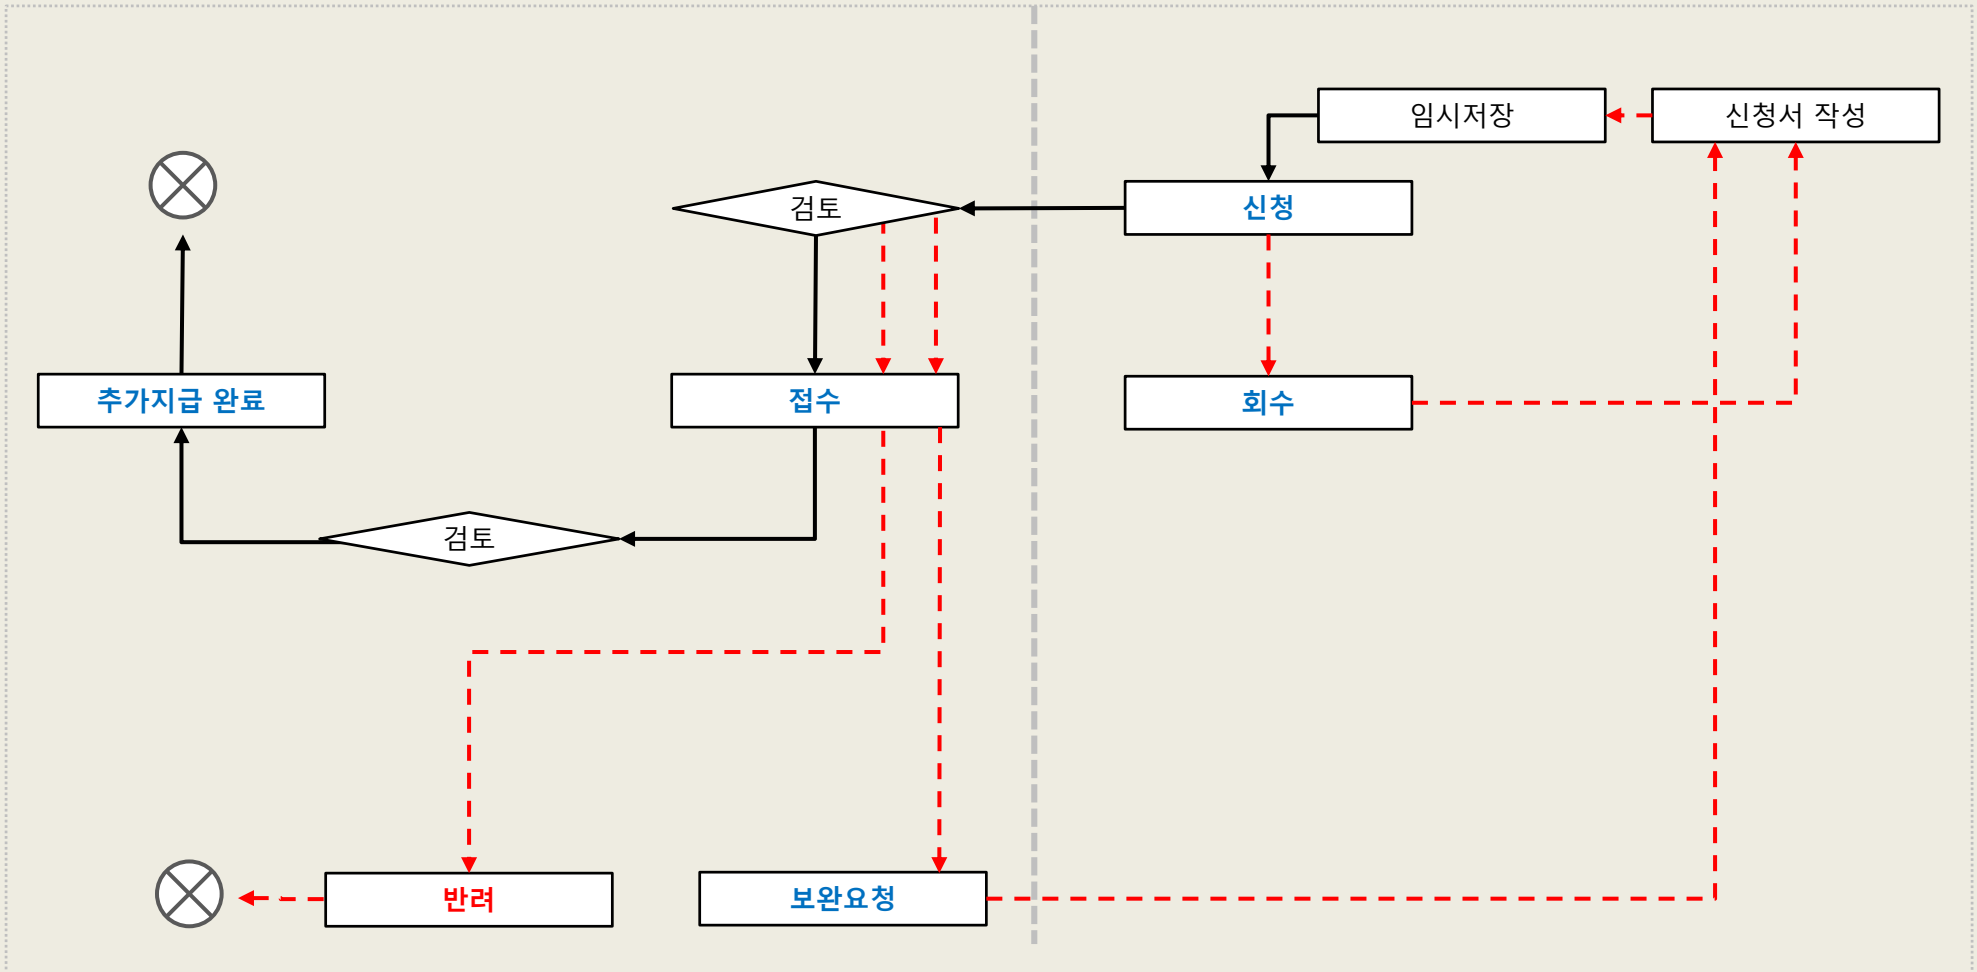 임시저장
신청서 작성
검토
신청
추가지급 완료
접수
회수
검토
반려
보완요청